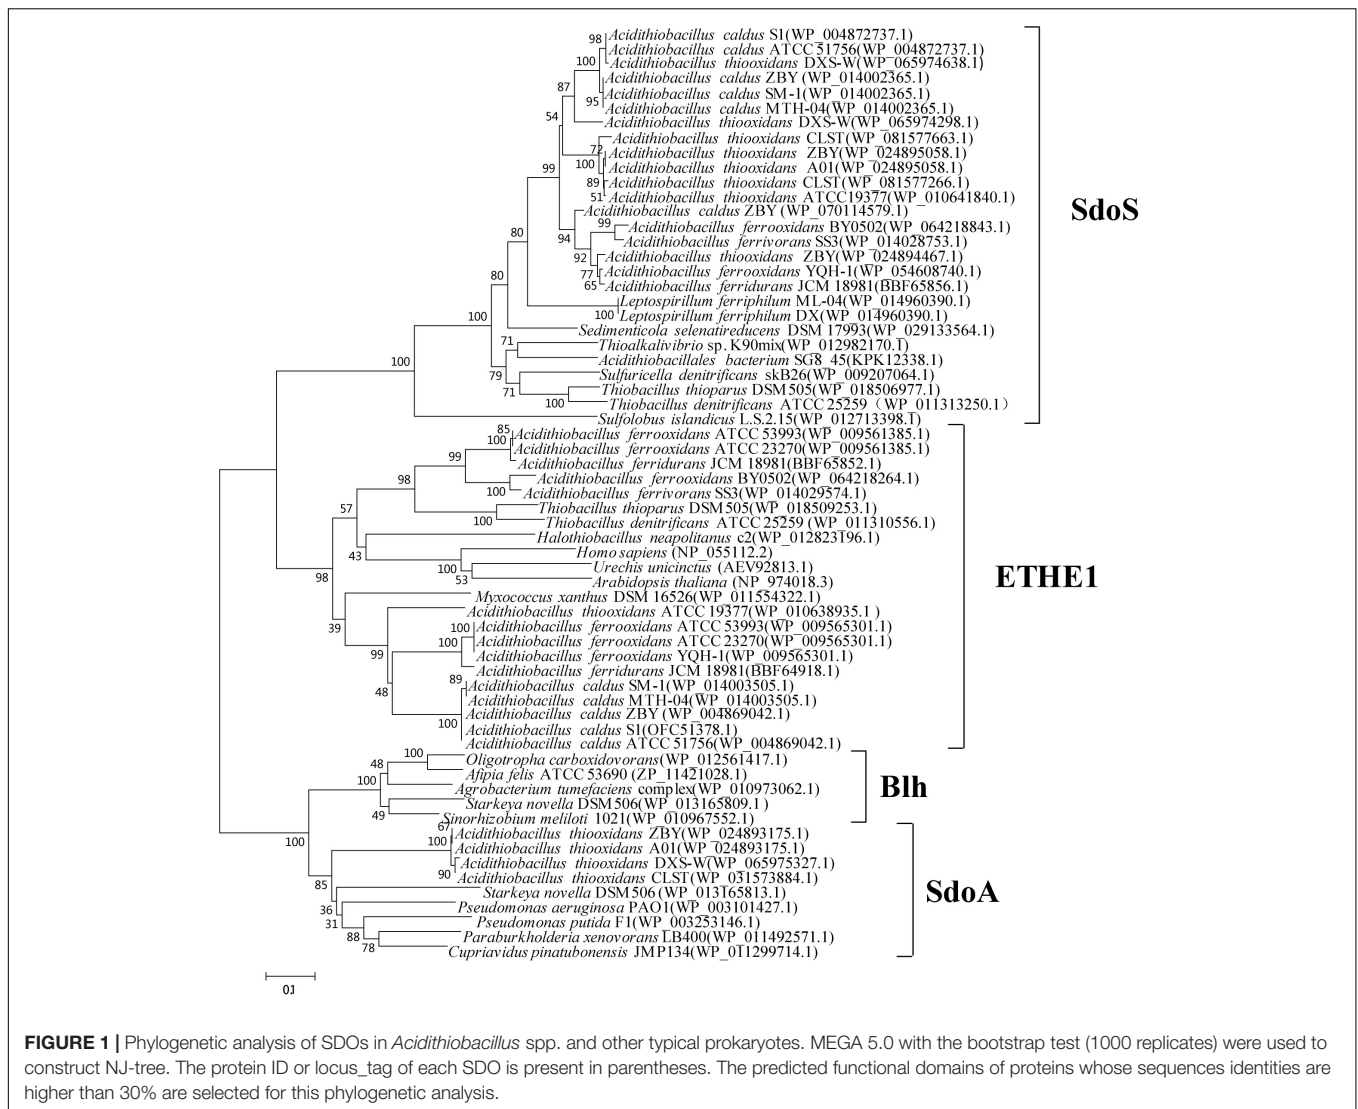 98
Acidithiobacillus caldus S1(WP_004872737.1)
Acidithiobacillus caldus ATCC 51756(WP_004872737.1)
100
Acidithiobacillus thiooxidans DXS-W(WP_065974638.1)
Acidithiobacillus caldus ZBY (WP_014002365.1)
87
Acidithiobacillus caldus SM-1(WP_014002365.1)
95
Acidithiobacillus caldus MTH-04(WP_014002365.1)
54
Acidithiobacillus thiooxidans DXS-W(WP_065974298.1)
Acidithiobacillus thiooxidans CLST(WP_081577663.1)
72
Acidithiobacillus thiooxidans ZBY(WP_024895058.1)
100
Acidithiobacillus thiooxidans A01(WP_024895058.1)
99
89
Acidithiobacillus thiooxidans CLST(WP_081577266.1)
51
Acidithiobacillus thiooxidans ATCC19377(WP_010641840.1)
SdoS
Acidithiobacillus caldus ZBY (WP_070114579.1)
99
Acidithiobacillus ferrooxidans BY0502(WP_064218843.1)
80
94
Acidithiobacillus ferrivorans SS3(WP_014028753.1)
92
Acidithiobacillus thiooxidans ZBY(WP_024894467.1)
77
Acidithiobacillus ferrooxidans YQH-1(WP_054608740.1)
80
65
Acidithiobacillus ferridurans JCM 18981(BBF65856.1)
Leptospirillum ferriphilum ML-04(WP_014960390.1)
100
100
Leptospirillum ferriphilum DX(WP_014960390.1)
Sedimenticola selenatireducens DSM 17993(WP_029133564.1)
71
Thioalkalivibrio sp. K90mix(WP_012982170.1)
100
Acidithiobacillales bacterium SG8_45(KPK12338.1)
79
Sulfuricella denitrificans skB26(WP_009207064.1)
71
Thiobacillus thioparus DSM 505(WP_018506977.1)
100
Thiobacillus denitrificans ATCC 25259（WP_011313250.1）
Sulfolobus islandicus L.S.2.15(WP_012713398.1)
85
Acidithiobacillus ferrooxidans ATCC 53993(WP_009561385.1)
100
Acidithiobacillus ferrooxidans ATCC 23270(WP_009561385.1)
99
Acidithiobacillus ferridurans JCM 18981(BBF65852.1)
98
Acidithiobacillus ferrooxidans BY0502(WP_064218264.1)
100
Acidithiobacillus ferrivorans SS3(WP_014029574.1)
57
Thiobacillus thioparus DSM 505(WP_018509253.1)
100
Thiobacillus denitrificans ATCC 25259 (WP_011310556.1)
Halothiobacillus neapolitanus c2(WP_012823196.1)
43
Homo sapiens (NP_055112.2)
100
Urechis unicinctus (AEV92813.1)
ETHE1
98
53
Arabidopsis thaliana (NP_974018.3)
Myxococcus xanthus DSM 16526(WP_011554322.1)
Acidithiobacillus thiooxidans ATCC 19377(WP_010638935.1 )
39
100
Acidithiobacillus ferrooxidans ATCC 53993(WP_009565301.1)
100
Acidithiobacillus ferrooxidans ATCC 23270(WP_009565301.1)
99
Acidithiobacillus ferrooxidans YQH-1(WP_009565301.1)
Acidithiobacillus ferridurans JCM 18981(BBF64918.1)
89
Acidithiobacillus caldus SM-1(WP_014003505.1)
48
Acidithiobacillus caldus MTH-04(WP_014003505.1)
Acidithiobacillus caldus ZBY (WP_004869042.1)
100
Acidithiobacillus caldus S1(OFC51378.1)
Acidithiobacillus caldus ATCC 51756(WP_004869042.1)
100
Oligotropha carboxidovorans(WP_012561417.1)
48
Afipia felis ATCC 53690 (ZP_11421028.1)
100
Agrobacterium tumefaciens complex(WP_010973062.1)
Blh
Starkeya novella DSM 506(WP_013165809.1 )
49
Sinorhizobium meliloti 1021(WP_010967552.1)
67
Acidithiobacillus thiooxidans ZBY(WP_024893175.1)
100
100
Acidithiobacillus thiooxidans A01(WP_024893175.1)
Acidithiobacillus thiooxidans DXS-W(WP_065975327.1)
90
Acidithiobacillus thiooxidans CLST(WP_031573884.1)
85
Starkeya novella DSM 506 (WP_013165813.1)
SdoA
36
Pseudomonas aeruginosa PAO1(WP_003101427.1)
31
Pseudomonas putida F1(WP_003253146.1)
88
Paraburkholderia xenovorans LB400(WP_011492571.1)
78
Cupriavidus pinatubonensis JMP134(WP_011299714.1)
0.1
FIGURE 1 | Phylogenetic analysis of SDOs in Acidithiobacillus spp. and other typical prokaryotes. MEGA 5.0 with the bootstrap test (1000 replicates) were used to
construct NJ-tree. The protein ID or locus_tag of each SDO is present in parentheses. The predicted functional domains of proteins whose sequences identities are
higher than 30% are selected for this phylogenetic analysis.